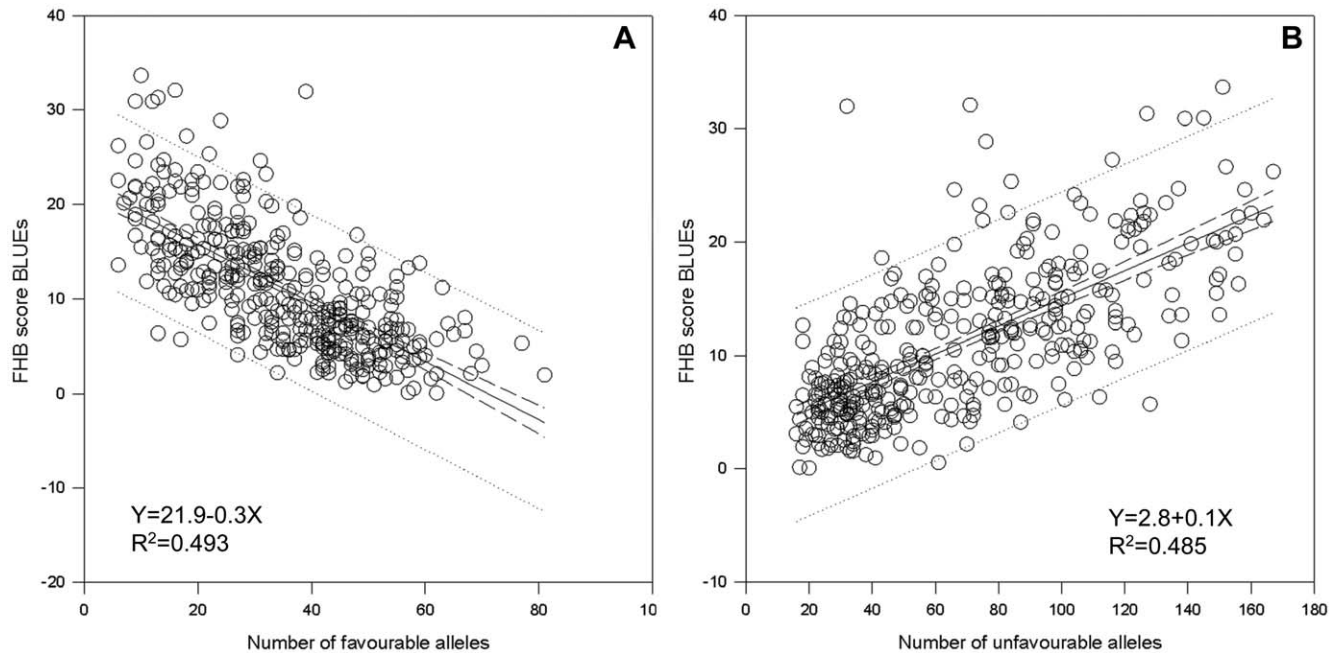 A
40
30
20
10
0
-10
-20
FHB score BLUEs
Y=21.9-0.3X
R²=0.493
0 20 40 60 80 10
Number of favourable alleles
B
40
30
20
10
0
-10
FHB score BLUEs
Y=2.8+0.1X
R²=0.485
0 20 40 60 80 100 120 140 160 180
Number of unfavourable alleles